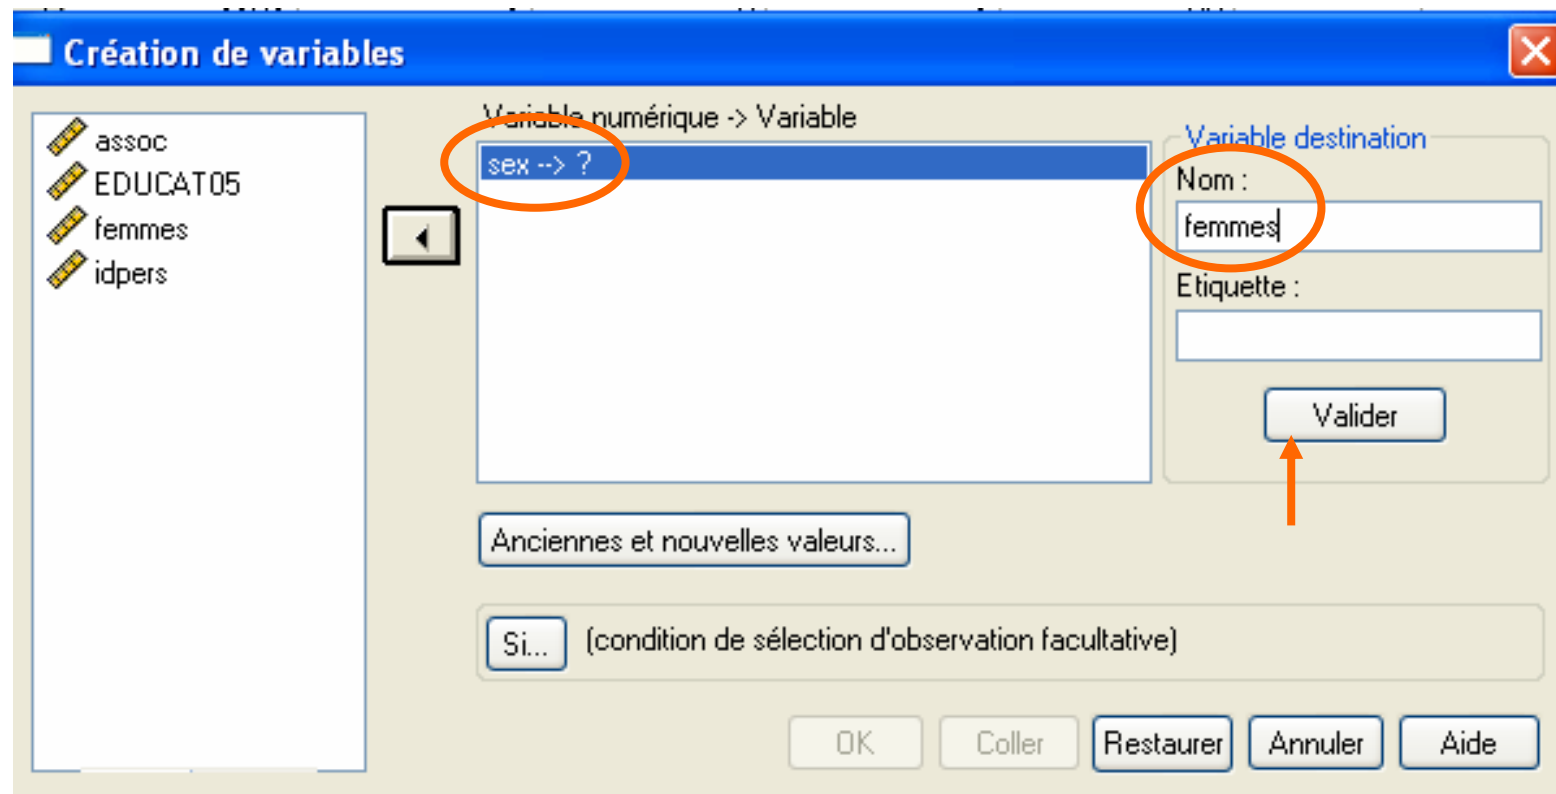 Création de variables
assoc
EDUCAT05
femmes
idpers
Variable numérique -> Variable
sex --> ?
Variable destination
Nom :
femmes
Etiquette :
Valider
Anciennes et nouvelles valeurs...
Si...
(condition de sélection d'observation facultative)
OK
Coller
Restaurer
Annuler
Aide